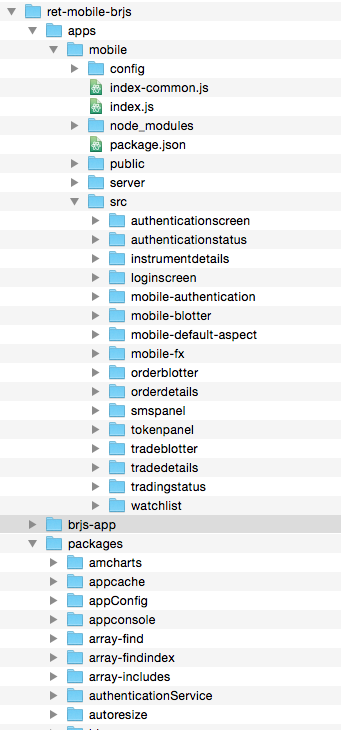 ret-mobile-brjs
apps
mobile
config
index-common.js
index.js
node_modules
package.json
public
server
src
authenticationscreen
authenticationstatus
instrumentdetails
loginscreen
mobile-authentication
mobile-blotter
mobile-default-aspect
mobile-fx
orderblotter
orderdetails
smspanel
tokenpanel
tradeblotter
tradedetails
tradingstatus
watchlist
brjs-app
packages
amcharts
appcache
appConfig
appconsole
array-find
array-findindex
array-includes
authenticationService
autoresize